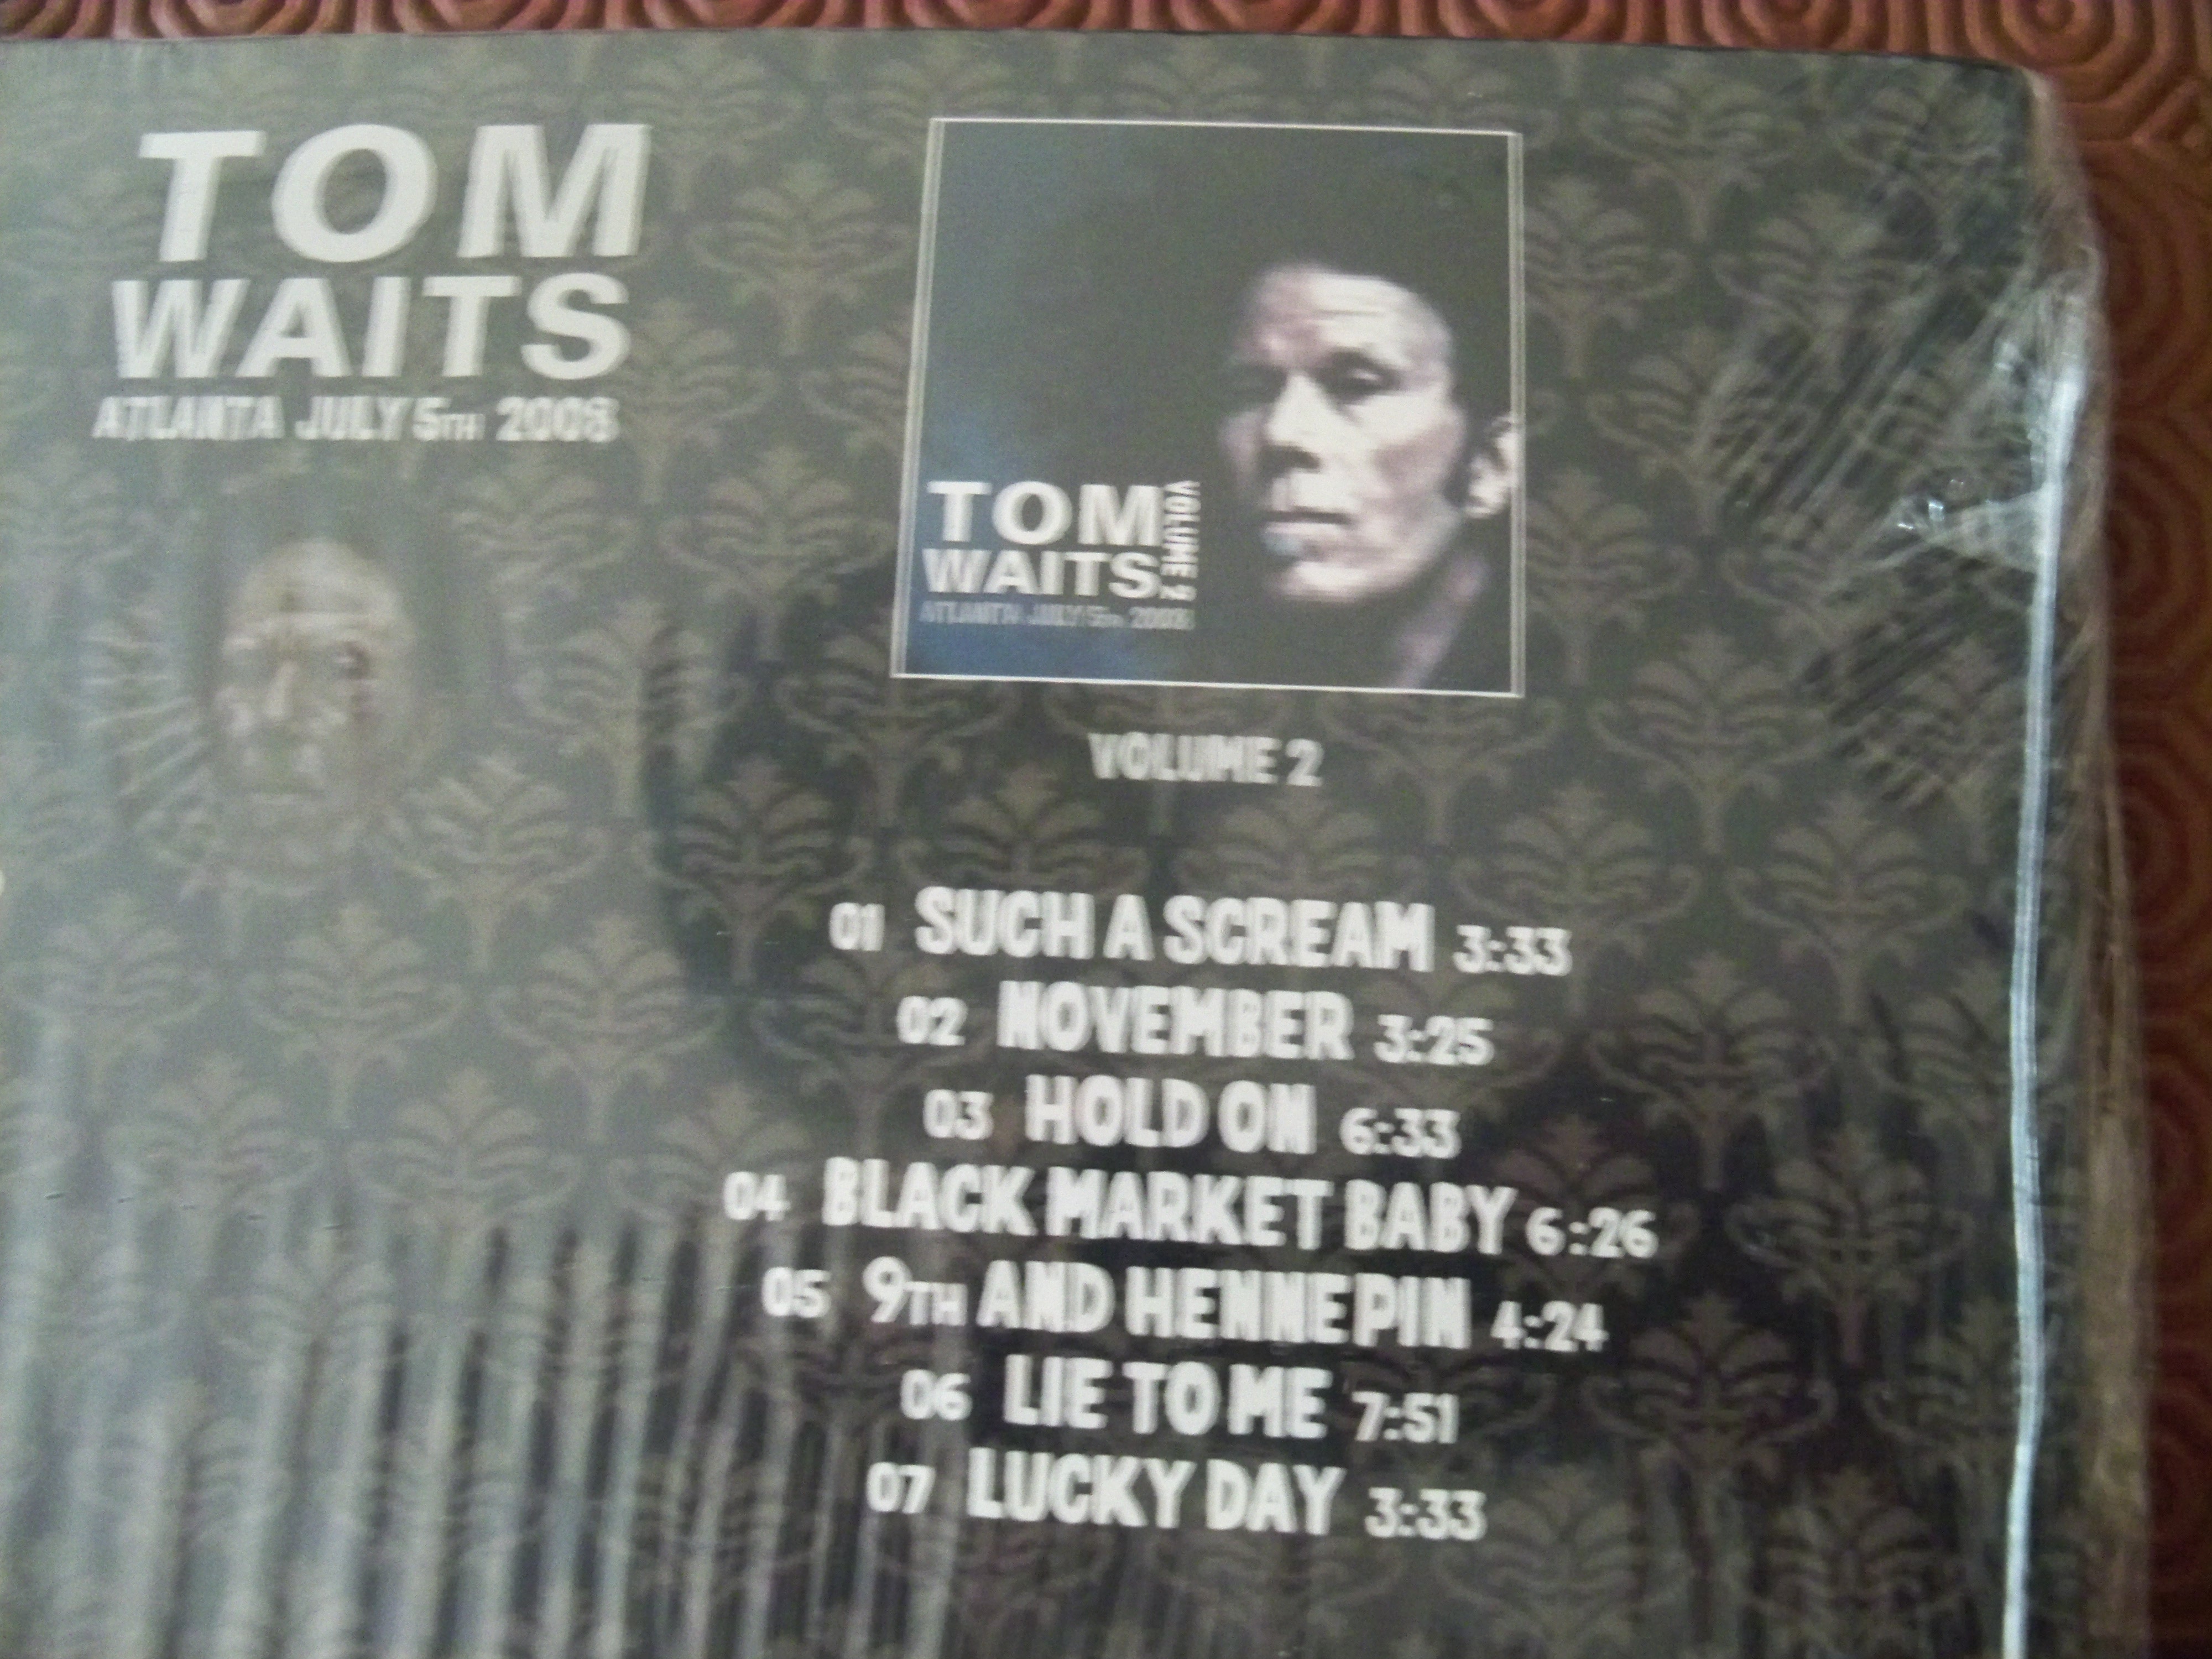 TOM
WAITS
ATLANTA JULY 5TH 2008
TOM
WAITS
VOLUME 2
ATLANTA JULY 5TH 2008
VOLUME 2
01 SUCH A SCREAM 3:33
02 NOVEMBER 3:25
03 HOLD ON 6:33
04 BLACK MARKET BABY 6:26
05 9TH AND HENNEPIN 4:24
06 LIE TO ME 7:51
07 LUCKY DAY 3:33